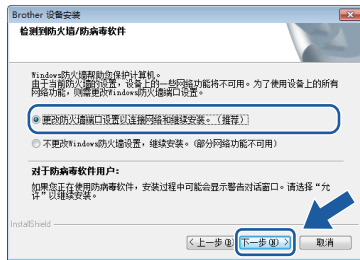 Brother 设备安装
检测到防火墙/防病毒软件
Windows防火墙帮助您保护计算机。
由于当前防火墙的设置，设备上的一些网络功能将不可用。为了使用设备上的所有
网络功能，则需更改Windows防火墙端口设置。
更改防火墙端口设置以连接网络和继续安装。（推荐）
不更改Windows防火墙设置，继续安装。（部分网络功能不可用）
对于防病毒软件用户：
如果您正在使用防病毒软件，安装过程中可能会显示警告对话窗口。请选择“允
许”以继续安装。
InstallShield
< 上一步(B)
下一步(N) >
取消